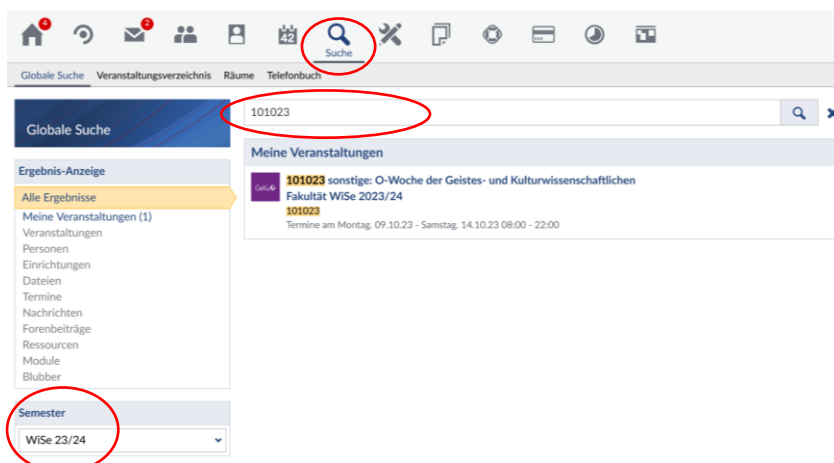 4
2
42
Suche
Globale Suche Veranstaltungsverzeichnis Räume Telefonbuch
Globale Suche
101023
Meine Veranstaltungen
101023 sonstige: O-Woche der Geistes- und Kulturwissenschaftlichen
Fakultät WiSe 2023/24
101023
Termine am Montag, 09.10.23 - Samstag, 14.10.23 08:00 - 22:00
Ergebnis-Anzeige
Alle Ergebnisse
Meine Veranstaltungen (1)
Veranstaltungen
Personen
Einrichtungen
Dateien
Termine
Nachrichten
Forenbeiträge
Ressourcen
Module
Blubber
Semester
WiSe 23/24